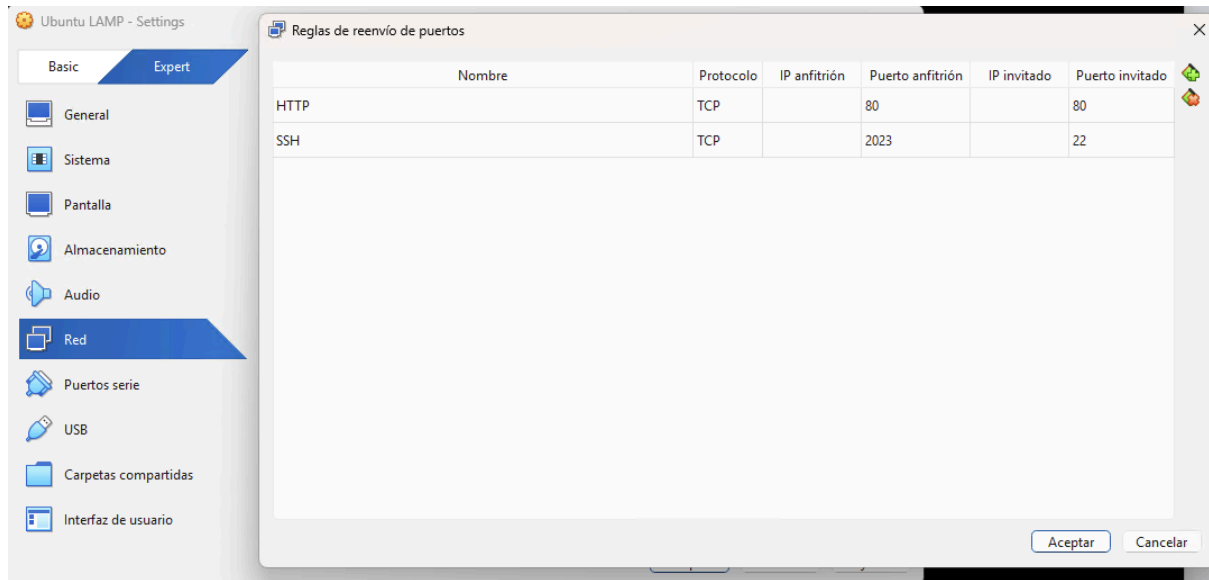 Ubuntu LAMP - Settings
Basic Expert
General
Sistema
Pantalla
Almacenamiento
Audio
Red
Puertos serie
USB
Carpetas compartidas
Interfaz de usuario
Reglas de reenvío de puertos
Nombre Protocolo IP anfitrión Puerto anfitrión IP invitado Puerto invitado
HTTP TCP 80 80
SSH TCP 2023 22
Aceptar Cancelar